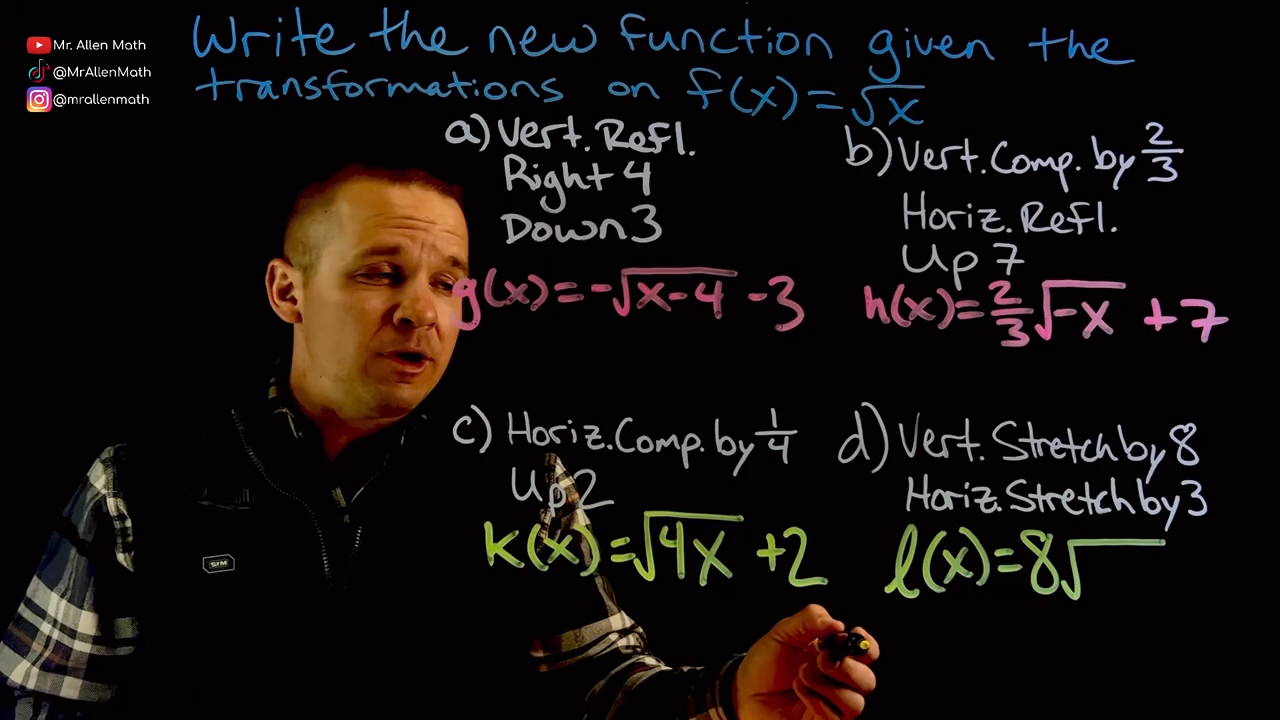 Mr. Allen Math
@MrAllenMath
@mrallenmath
Write the new function given the
transformations on f(x) = √x
a) Vert. Refl.
Right 4
Down 3
g(x) = -√x-4 -3
b) Vert. Comp. by 2/3
Horiz. Refl.
Up 7
h(x) = 2/3 √-x + 7
c) Horiz. Comp. by 1/4
Up 2
k(x) = √4x +2
d) Vert. Stretch by 8
Horiz. Stretch by 3
l(x) = 8√
STM